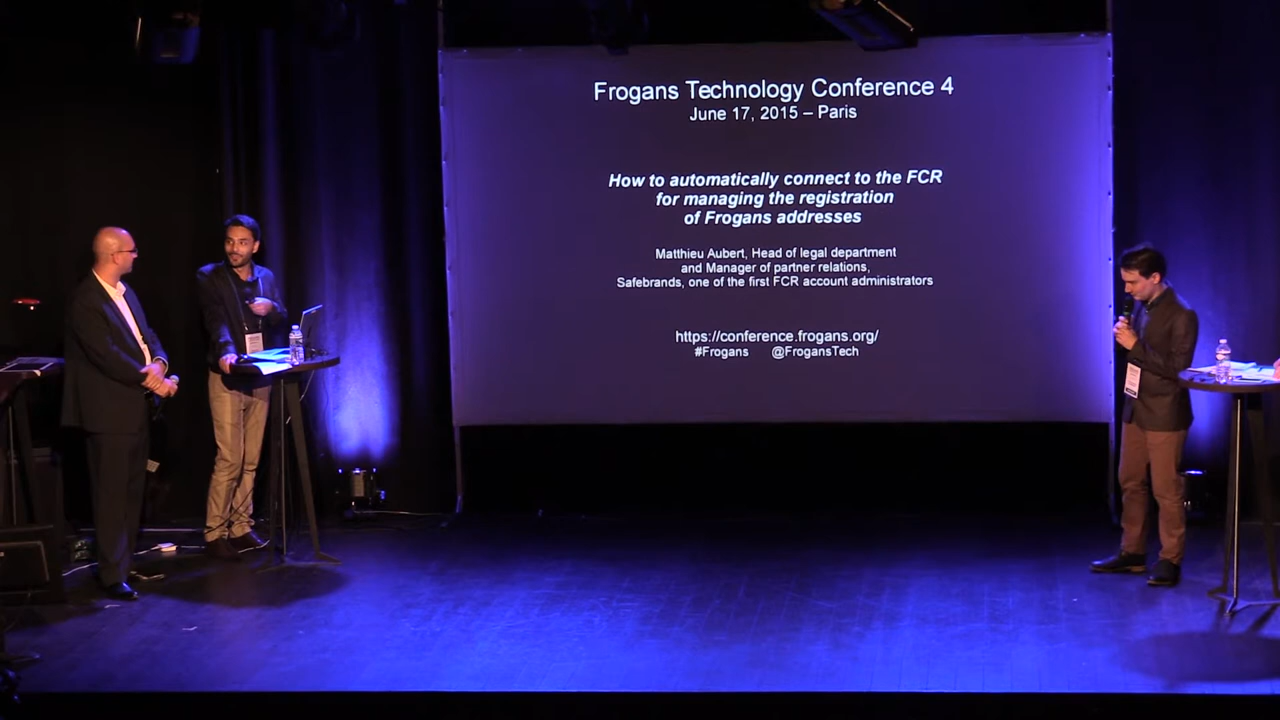 Frogans Technology Conference 4
June 17, 2015 – Paris
How to automatically connect to the FCR
for managing the registration
of Frogans addresses
Matthieu Aubert, Head of legal department
and Manager of partner relations,
Safebrands, one of the first FCR account administrators
https://conference.frogans.org/
#Frogans @FrogansTech